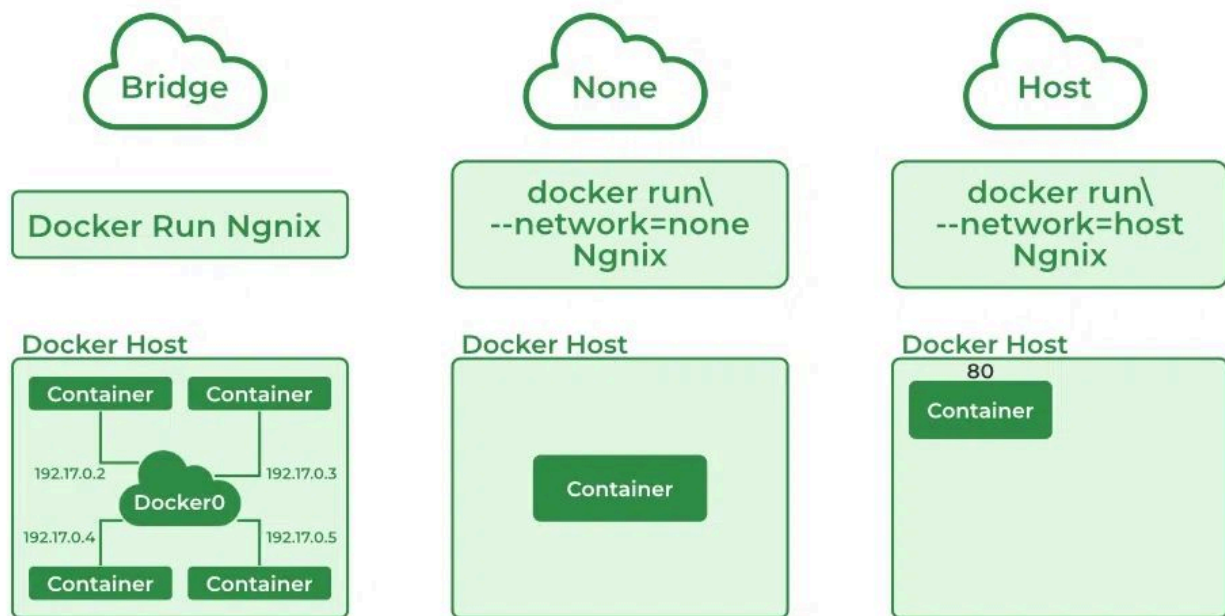 Bridge
Docker Run Ngnix
Docker Host
Container
Container
192.17.0.2
192.17.0.3
Docker0
192.17.0.4
192.17.0.5
Container
Container
None
docker run\
--network=none
Ngnix
Docker Host
Container
Host
docker run\
--network=host
Ngnix
Docker Host
80
Container